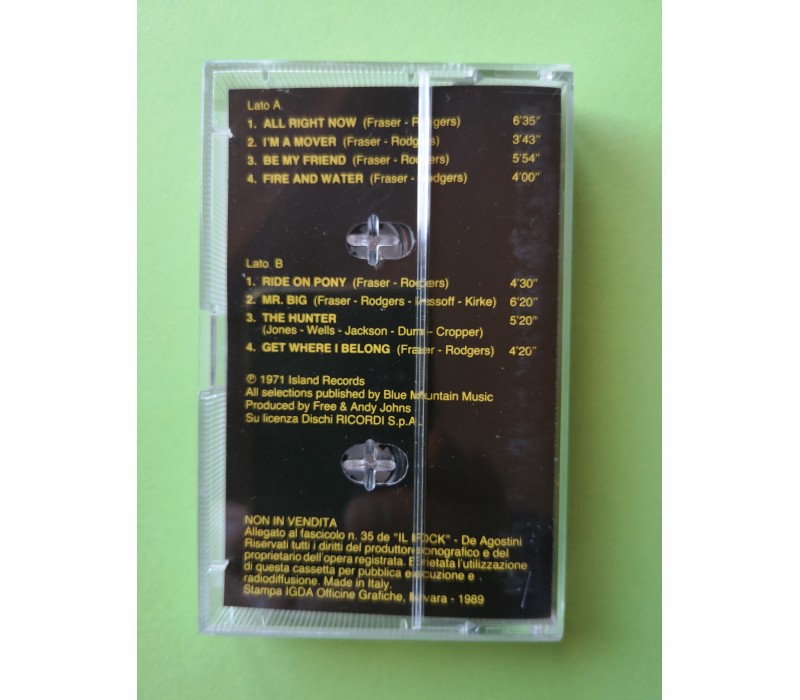 Lato A
1. ALL RIGHT NOW (Fraser - Rodgers) 6'35"
2. I'M A MOVER (Fraser - Rodgers) 3'43"
3. BE MY FRIEND (Fraser - Rodgers) 5'54"
4. FIRE AND WATER (Fraser - Rodgers) 4'00"
Lato B
1. RIDE ON PONY (Fraser - Rodgers) 4'30"
2. MR. BIG (Fraser - Rodgers - Kossoff - Kirke) 6'20"
3. THE HUNTER 5'20"
(Jones - Wells - Jackson - Dunn - Cropper)
4. GET WHERE I BELONG (Fraser - Rodgers) 4'20"
℗ 1971 Island Records
All selections published by Blue Mountain Music
Produced by Free & Andy Johns
Su licenza Dischi RICORDI S.p.A.
NON IN VENDITA
Allegato al fascicolo n. 35 de "IL ROCK" - De Agostini
Riservati tutti i diritti del produttore fonografico e del
proprietario dell'opera registrata. È vietata l'utilizzazione
di questa cassetta per pubblica esecuzione e
radiodiffusione. Made in Italy.
Stampa IGDA Officine Grafiche, Novara - 1989